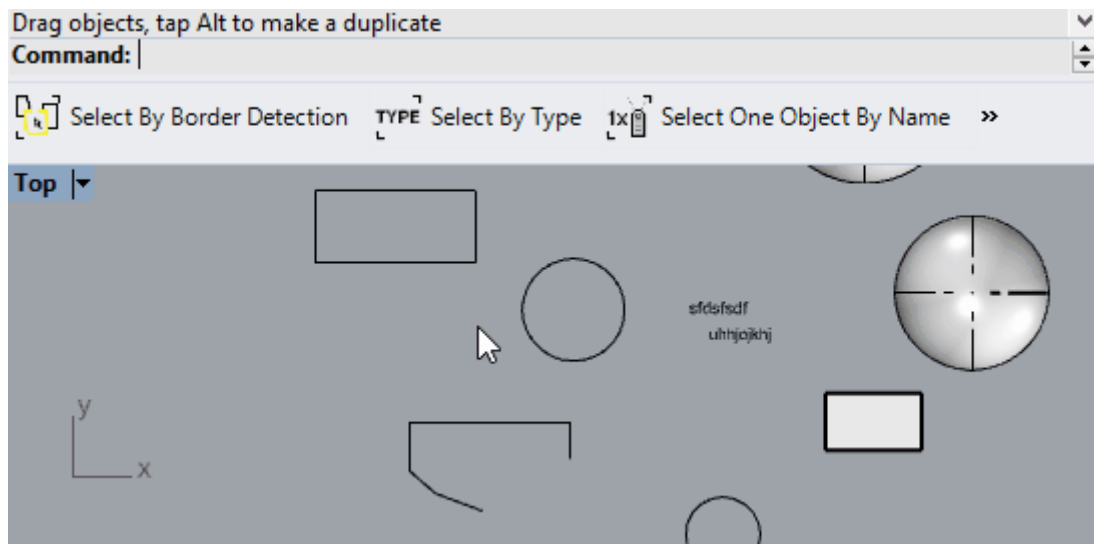 Drag objects, tap Alt to make a duplicate
Command:
Select By Border Detection TYPE Select By Type 1x Select One Object By Name »
Top
sfdsfsdf
uhhjojkhj
y
x